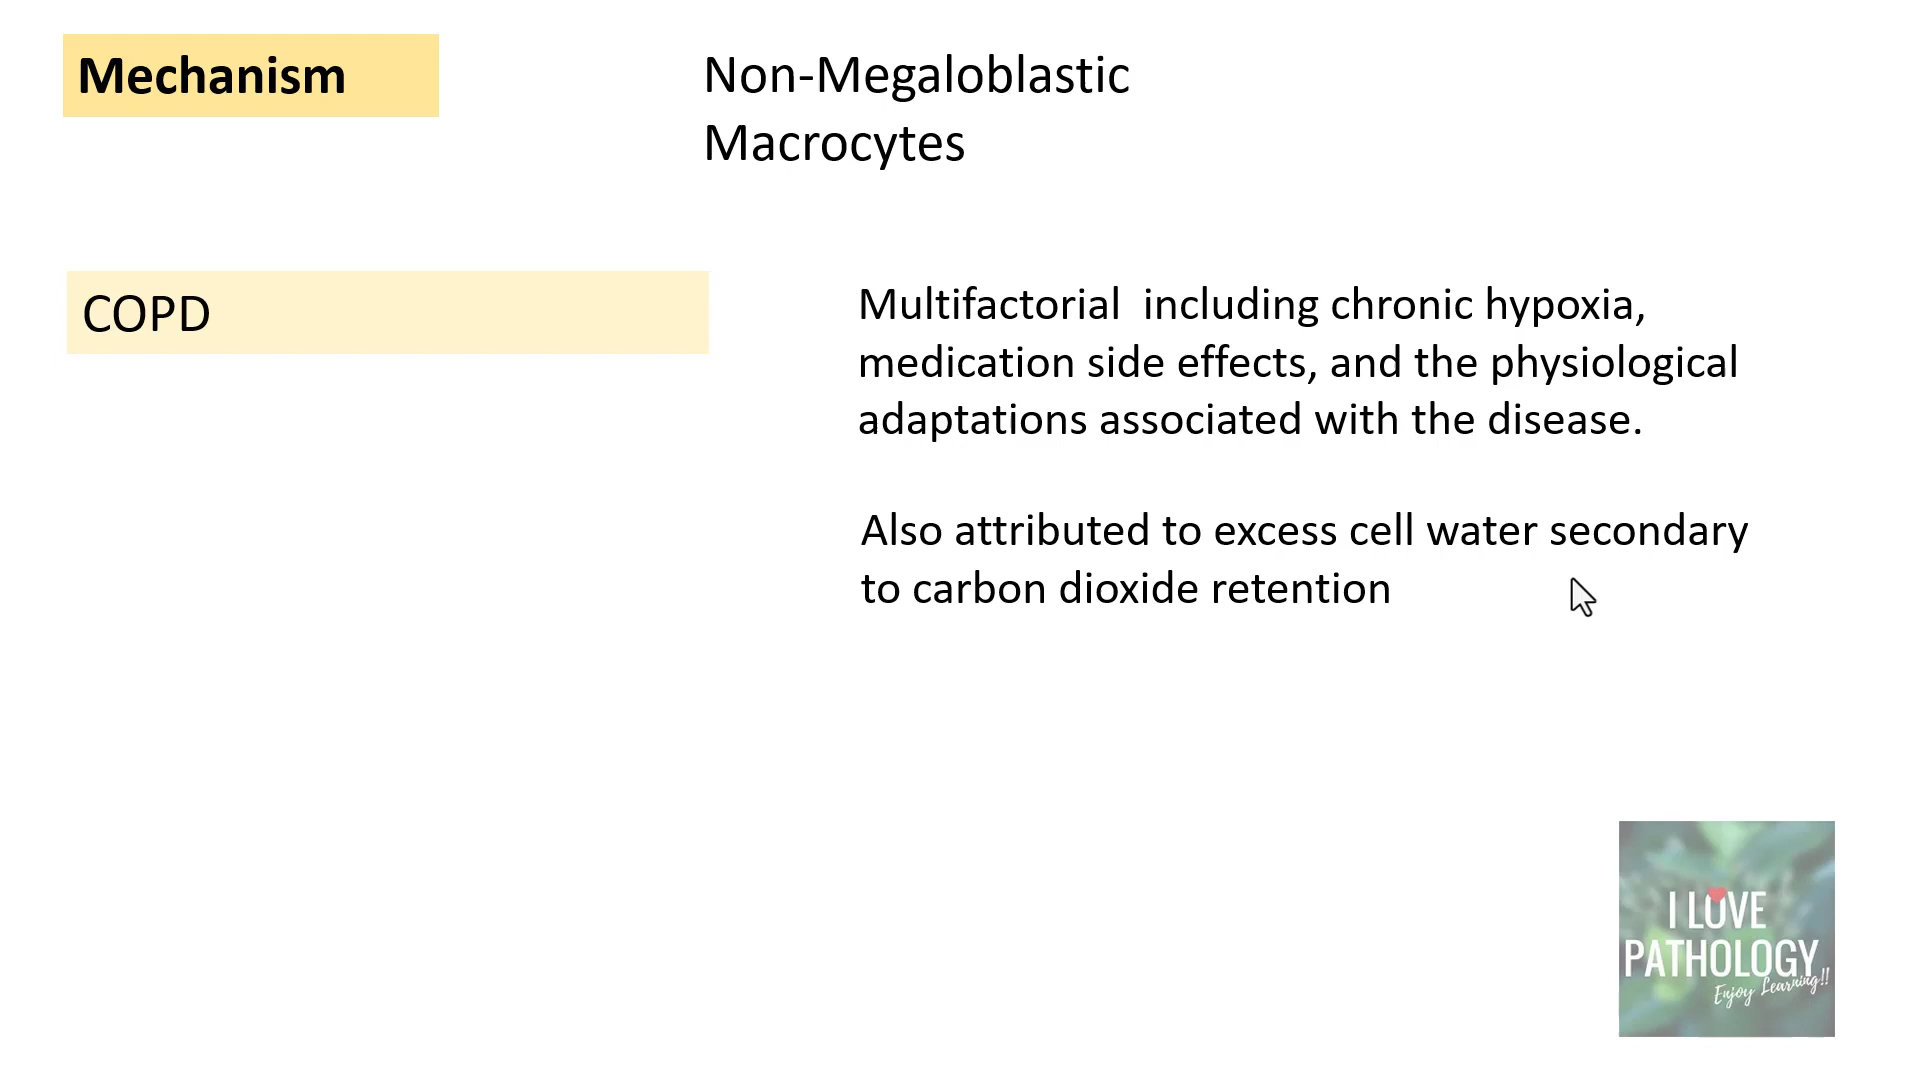 Mechanism
Non-Megaloblastic
Macrocytes
COPD
Multifactorial  including chronic hypoxia,
medication side effects, and the physiological
adaptations associated with the disease.
Also attributed to excess cell water secondary
to carbon dioxide retention
I LOVE
PATHOLOGY
Enjoy Learning!!